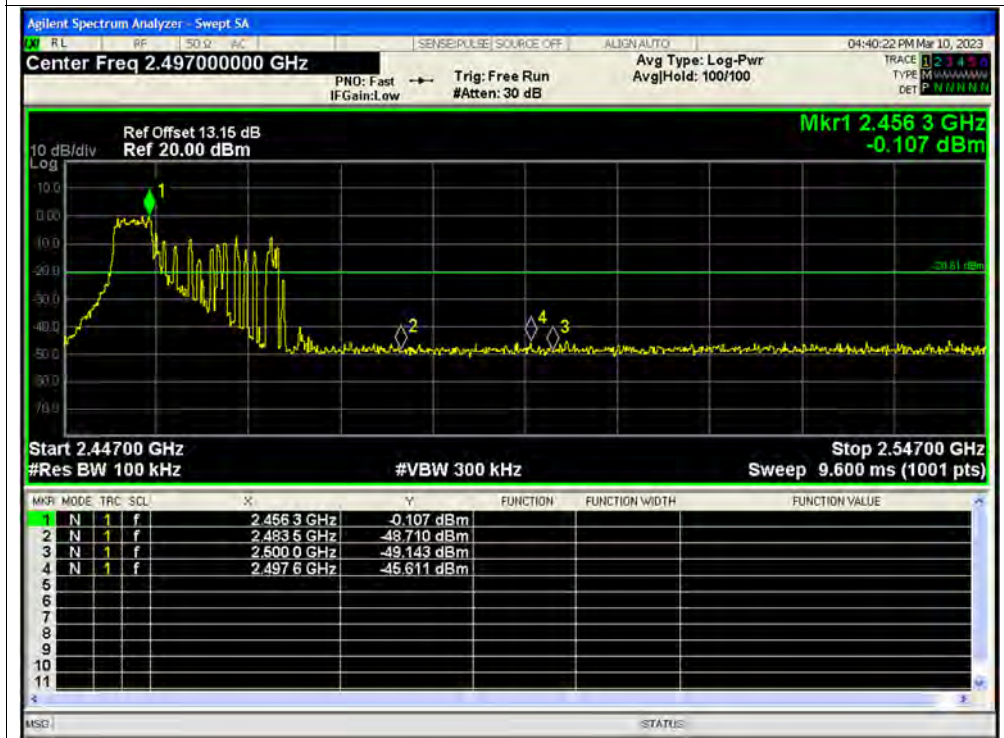 Agilent Spectrum Analyzer - Swept SA
RL RF 50 Ω AC SENSE:PULSE SOURCE OFF ALIGN AUTO 04:40:22 PM Mar 10, 2023
Center Freq 2.497000000 GHz
PNO: Fast
IFGain:Low
Trig: Free Run
#Atten: 30 dB
Avg Type: Log-Pwr
Avg|Hold: 100/100
TRACE 1 2 3 4 5 6
TYPE M
DET P N N N N N
Mkr1 2.456 3 GHz
-0.107 dBm
Ref Offset 13.15 dB
10 dB/div Ref 20.00 dBm
Log
10.0
0.00
-10.0
-20.0
-30.0
-40.0
-50.0
-60.0
-70.0
1
2
4
3
-20.61 dBm
Start 2.44700 GHz Stop 2.54700 GHz
#Res BW 100 kHz #VBW 300 kHz Sweep 9.600 ms (1001 pts)
MKR MODE TRC SCL X Y FUNCTION FUNCTION WIDTH FUNCTION VALUE
1 N 1 f 2.456 3 GHz -0.107 dBm
2 N 1 f 2.483 5 GHz -48.710 dBm
3 N 1 f 2.500 0 GHz -49.143 dBm
4 N 1 f 2.497 6 GHz -45.611 dBm
5
6
7
8
9
10
11
MSG STATUS